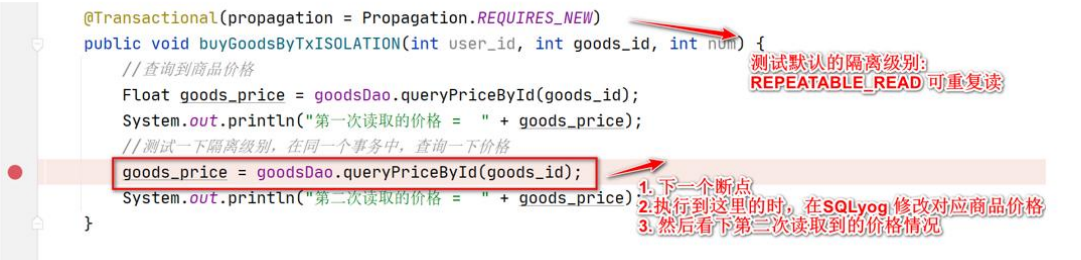 @Transactional(propagation = Propagation.REQUIRES_NEW)
public void buyGoodsByTxISOLATION(int user_id, int goods_id, int num) {
测试默认的隔离级别:
REPEATABLE_READ 可重复读
//查询到商品价格
Float goods_price = goodsDao.queryPriceById(goods_id);
System.out.println("第一次读取的价格 =  " + goods_price);
//测试一下隔离级别，在同一个事务中，查询一下价格
goods_price = goodsDao.queryPriceById(goods_id);
System.out.println("第二次读取的价格 =  " + goods_price);
1. 下一个断点
2.执行到这里的时，在SQLyog 修改对应商品价格
3. 然后看下第二次读取到的价格情况
}